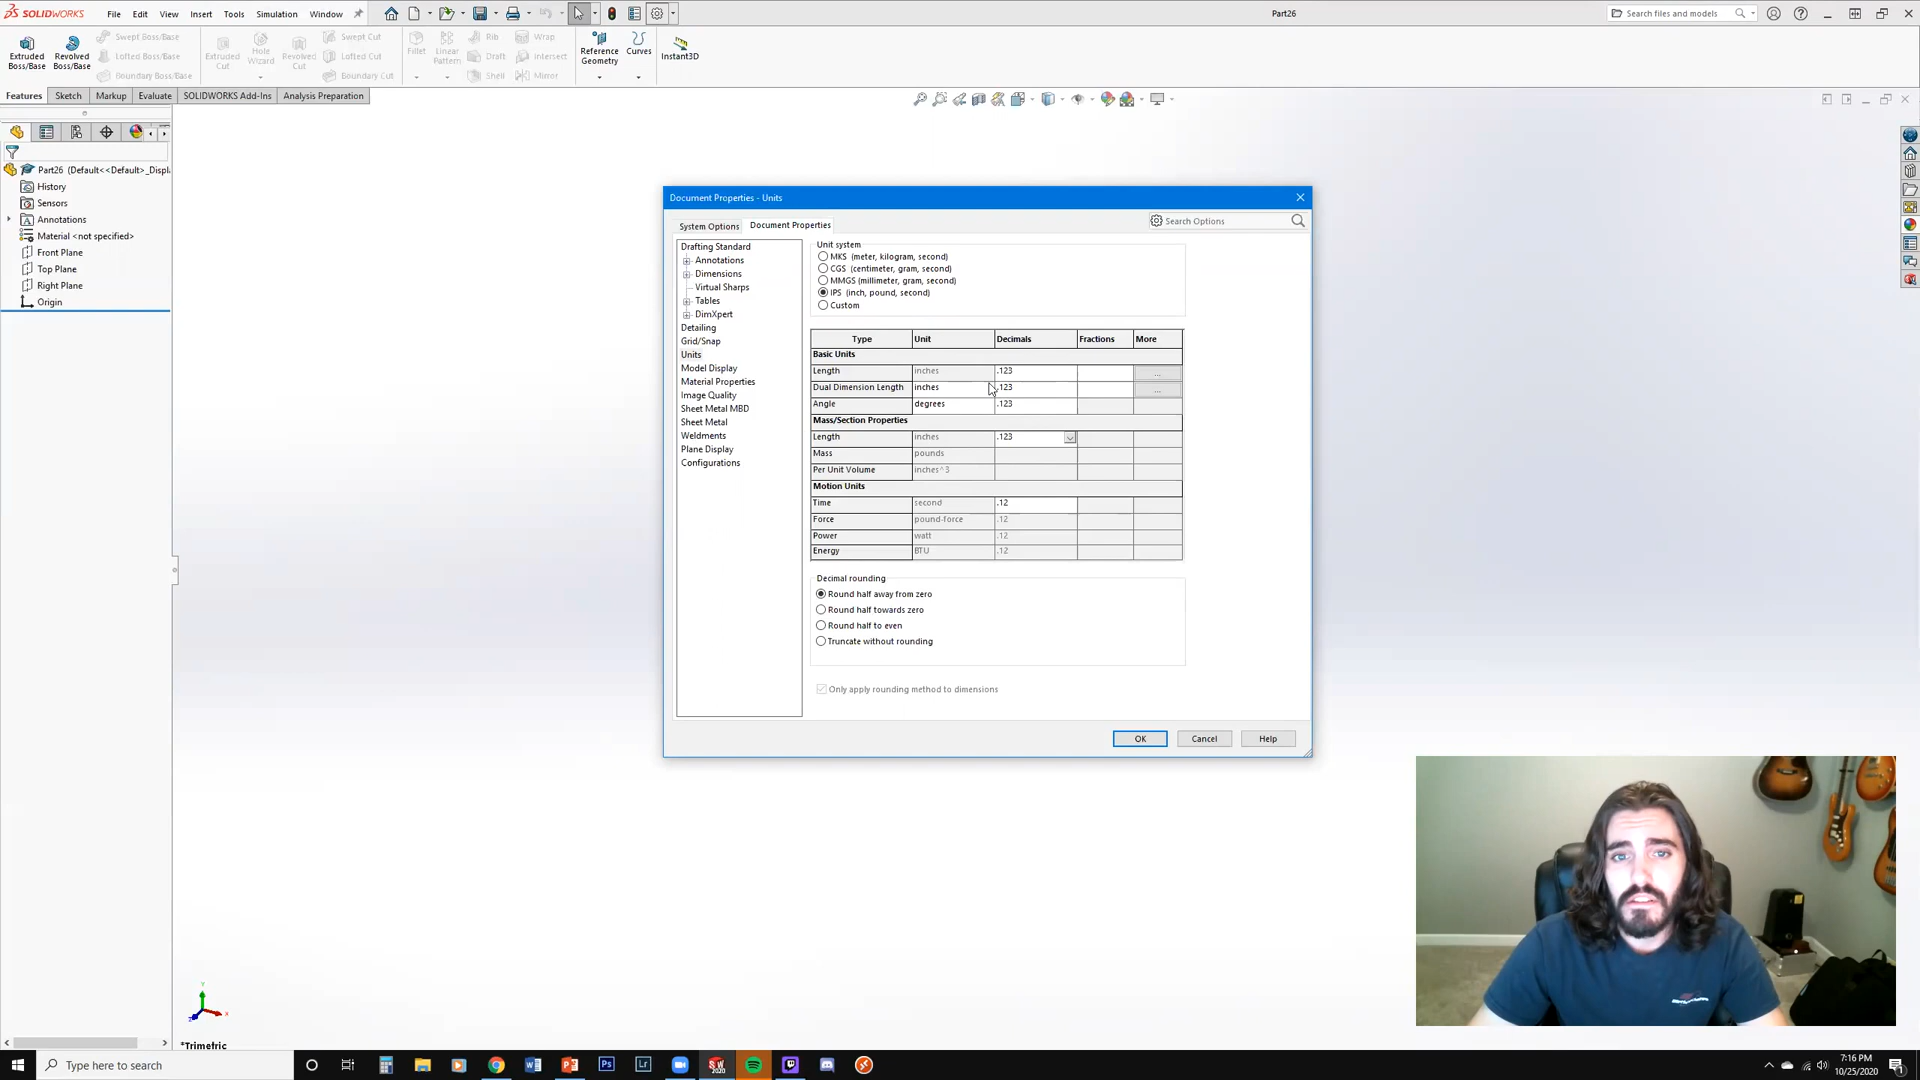 SOLIDWORKS File Edit View Insert Tools Simulation Window Part26 Search files and models
Extruded Boss/Base
Revolved Boss/Base
Swept Boss/Base
Lofted Boss/Base
Boundary Boss/Base
Extruded Cut
Hole Wizard
Revolved Cut
Swept Cut
Lofted Cut
Boundary Cut
Fillet
Linear Pattern
Rib
Draft
Shell
Wrap
Intersect
Mirror
Reference Geometry
Curves
Instant3D
Features Sketch Markup Evaluate SOLIDWORKS Add-Ins Analysis Preparation
Part26 (Default<<Default>_Displ
History
Sensors
Annotations
Material <not specified>
Front Plane
Top Plane
Right Plane
Origin
Document Properties - Units
System Options Document Properties Search Options
Drafting Standard
Annotations
Dimensions
Virtual Sharps
Tables
DimXpert
Detailing
Grid/Snap
Units
Model Display
Material Properties
Image Quality
Sheet Metal MBD
Sheet Metal
Weldments
Plane Display
Configurations
Unit system
MKS (meter, kilogram, second)
CGS (centimeter, gram, second)
MMGS (millimeter, gram, second)
IPS (inch, pound, second)
Custom
Type Unit Decimals Fractions More
Basic Units
Length inches .123 ...
Dual Dimension Length inches .123 ...
Angle degrees .123
Mass/Section Properties
Length inches .123
Mass pounds
Per Unit Volume inches^3
Motion Units
Time second .12
Force pound-force .12
Power watt .12
Energy BTU .12
Decimal rounding
Round half away from zero
Round half towards zero
Round half to even
Truncate without rounding
Only apply rounding method to dimensions
OK Cancel Help
Y
X
Z
*Trimetric
Type here to search
W
P
Ps
Lr
SW
2020
7:16 PM
10/25/2020